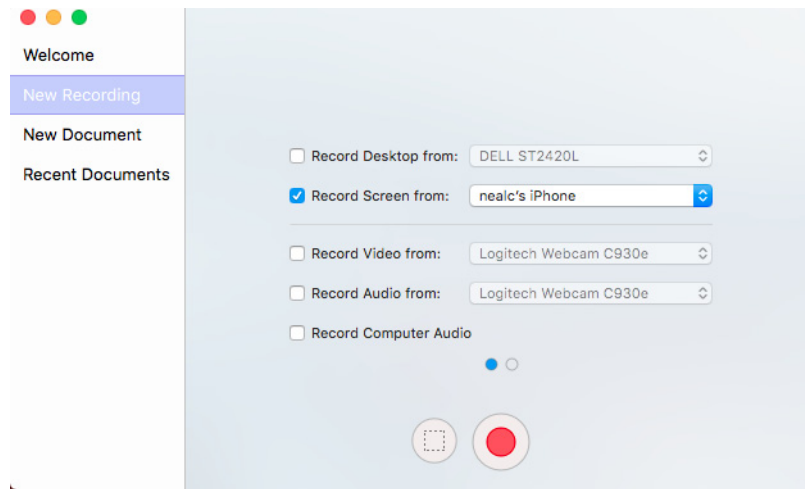 Welcome
New Recording
New Document
Recent Documents
Record Desktop from: DELL ST2420L
Record Screen from: nealc's iPhone
Record Video from: Logitech Webcam C930e
Record Audio from: Logitech Webcam C930e
Record Computer Audio